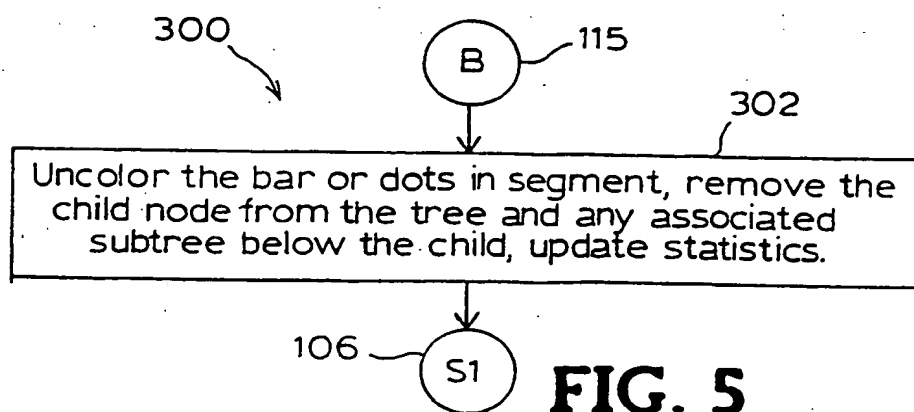 300
B
115
302
Uncolor the bar or dots in segment, remove the
child node from the tree and any associated
subtree below the child, update statistics.
106
S1
FIG. 5